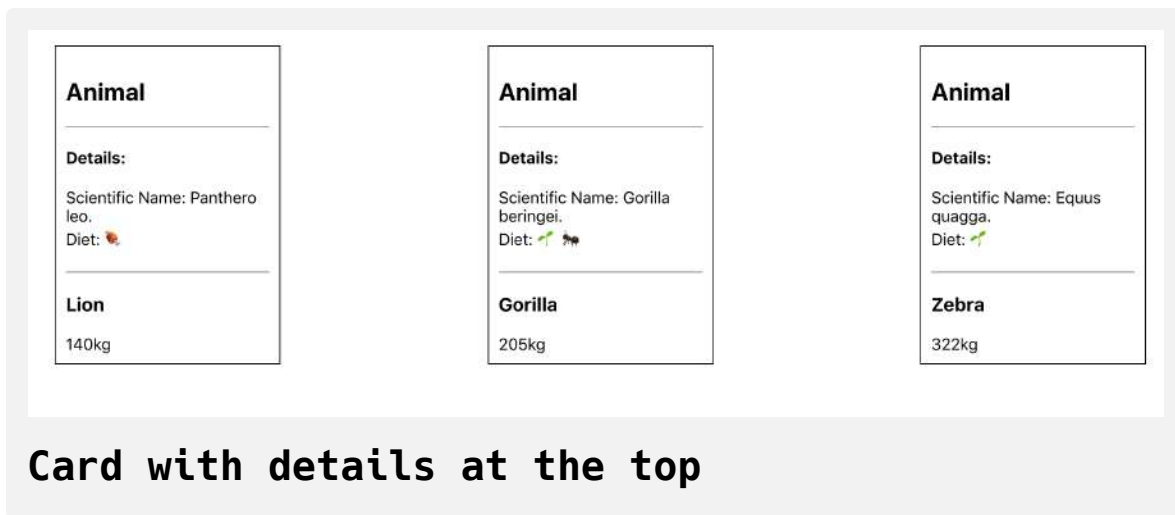 Animal
Details:
Scientific Name: Panthero
leo.
Diet: 🍖
Lion
140kg
Animal
Details:
Scientific Name: Gorilla
beringei.
Diet: 🌱 🐜
Gorilla
205kg
Animal
Details:
Scientific Name: Equus
quagga.
Diet: 🌱
Zebra
322kg
Card with details at the top